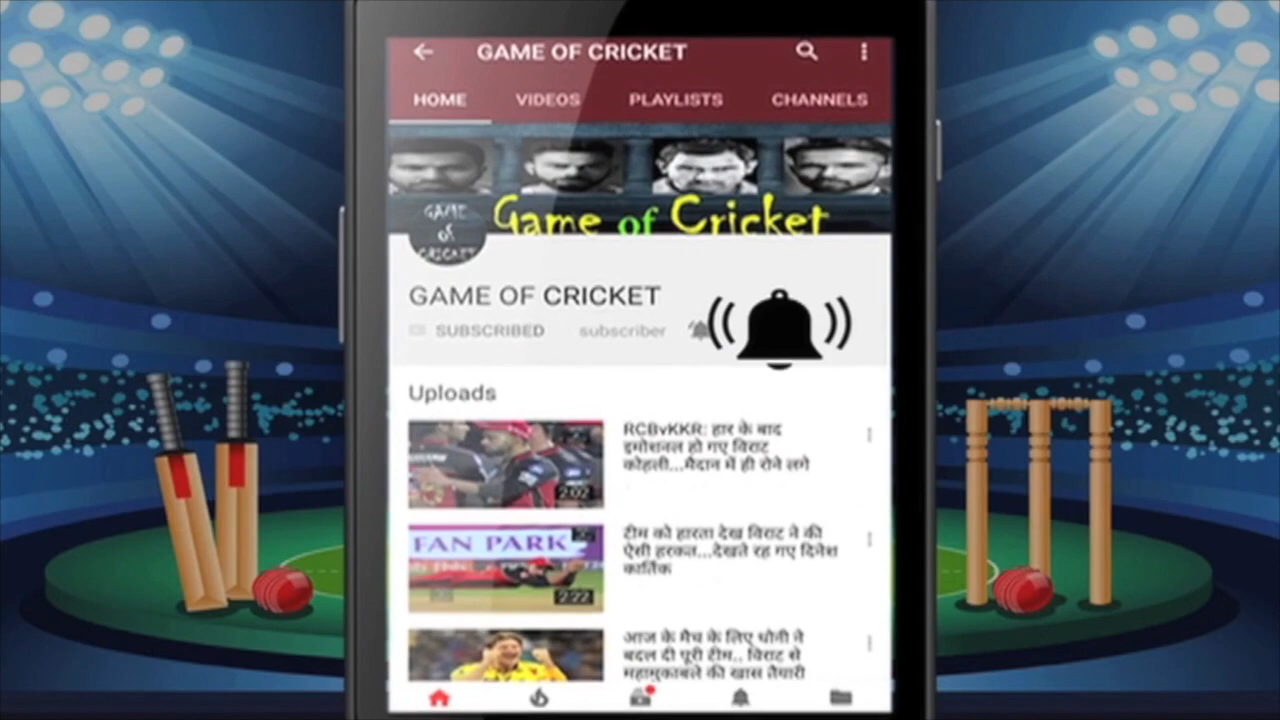 GAME OF CRICKET
HOME VIDEOS PLAYLISTS CHANNELS
GAME
of
CRICKET
Game of Cricket
GAME OF CRICKET
SUBSCRIBED subscriber
Uploads
RCBvKKR: हार के बाद
इमोशनल हो गए विराट
कोहली...मैदान में ही रोने लगे
2:02
FAN PARK
टीम को हारता देख विराट ने की
ऐसी हरकत...देखते रह गए दिनेश
कार्तिक
2:22
आज के मैच के लिए धोनी ने
बदल दी पूरी टीम.. विराट से
महामुकाबले की खास तैयारी